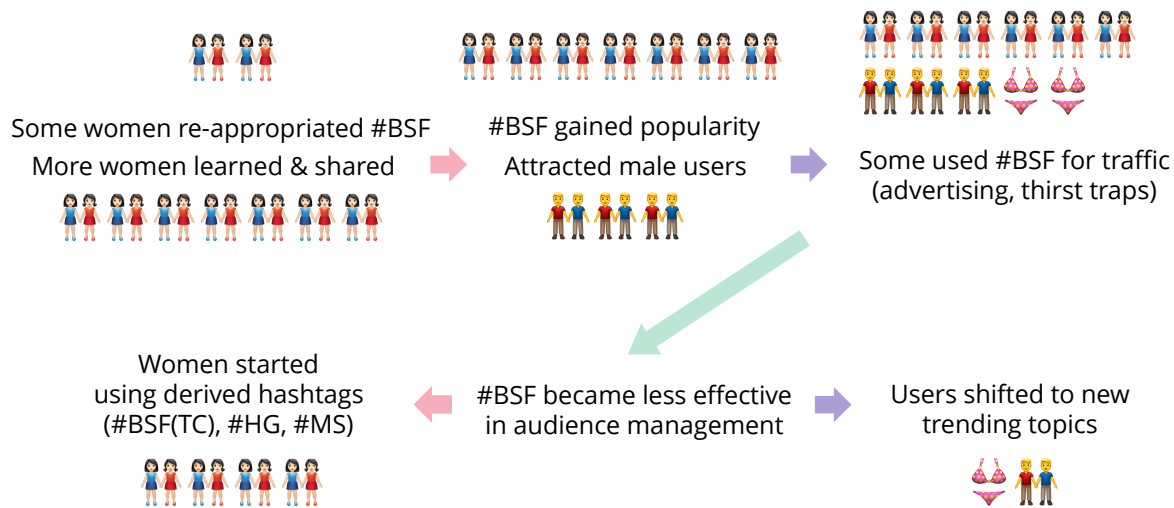 Some women re-appropriated #BSF
More women learned & shared
#BSF gained popularity
Attracted male users
Some used #BSF for traffic
(advertising, thirst traps)
Women started
using derived hashtags
(#BSF(TC), #HG, #MS)
#BSF became less effective
in audience management
Users shifted to new
trending topics